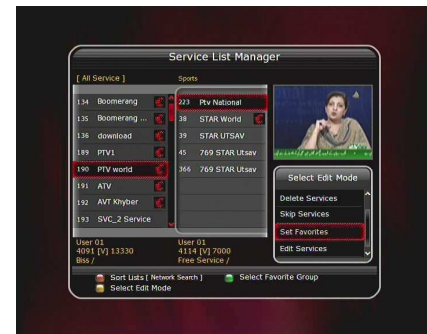 Service List Manager
[ All Service ]
Sports
134 Boomerang
135 Boomerang ...
136 download
189 PTV1
190 PTV world
191 ATV
192 AVT Khyber
193 SVC_2 Service
223 Ptv National
38 STAR World
39 STAR UTSAV
45 769 STAR Utsav
366 769 STAR Utsav
Select Edit Mode
Delete Services
Skip Services
Set Favorites
Edit Services
User 01
4091 [V] 13330
Biss /
User 01
4114 [V] 7000
Free Service /
Sort Lists [ Network Search ]
Select Favorite Group
Select Edit Mode